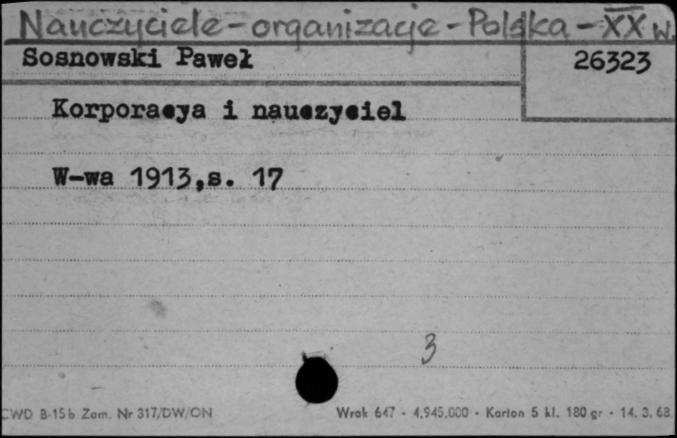 Nauczyciele - organizacje - Polska - XX w.
Sosnowski Paweł
26323
Korporacya i nauczyciel
W-wa 1913,s. 17
3
CWD B-15b Zam. Nr 317/DW/ON
Wrok 647 - 4.945.000 - Karton 5 kl. 180 gr - 14. 3. 68.